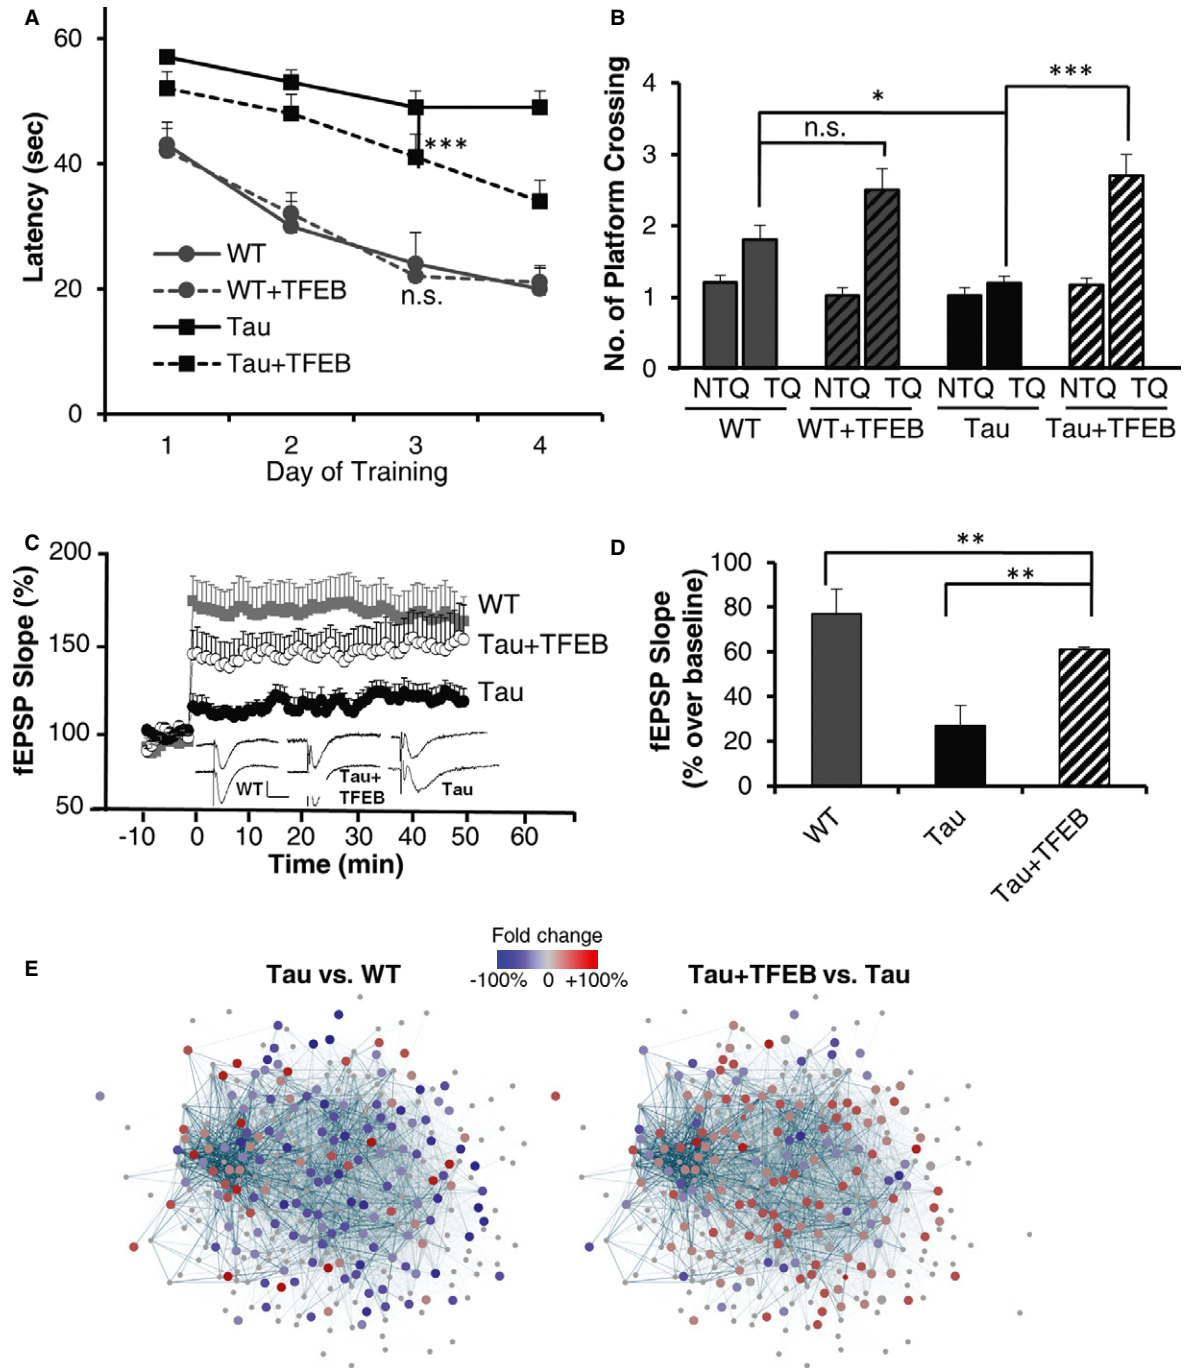 A
60
40
20
0
Latency (sec)
***
n.s.
WT
WT+TFEB
Tau
Tau+TFEB
1 2 3 4
Day of Training
B
No. of Platform Crossing
4
3
2
1
0
*
n.s.
***
NTQ TQ NTQ TQ NTQ TQ NTQ TQ
WT WT+TFEB Tau Tau+TFEB
C
fEPSP Slope (%)
200
150
100
50
WT
Tau+TFEB
Tau
WT
Tau+
TFEB
Tau
-10 0 10 20 30 40 50 60
Time (min)
D
fEPSP Slope
(% over baseline)
100
80
60
40
20
0
**
**
WT
Tau
Tau+TFEB
E
Fold change
-100% 0 +100%
Tau vs. WT
Tau+TFEB vs. Tau